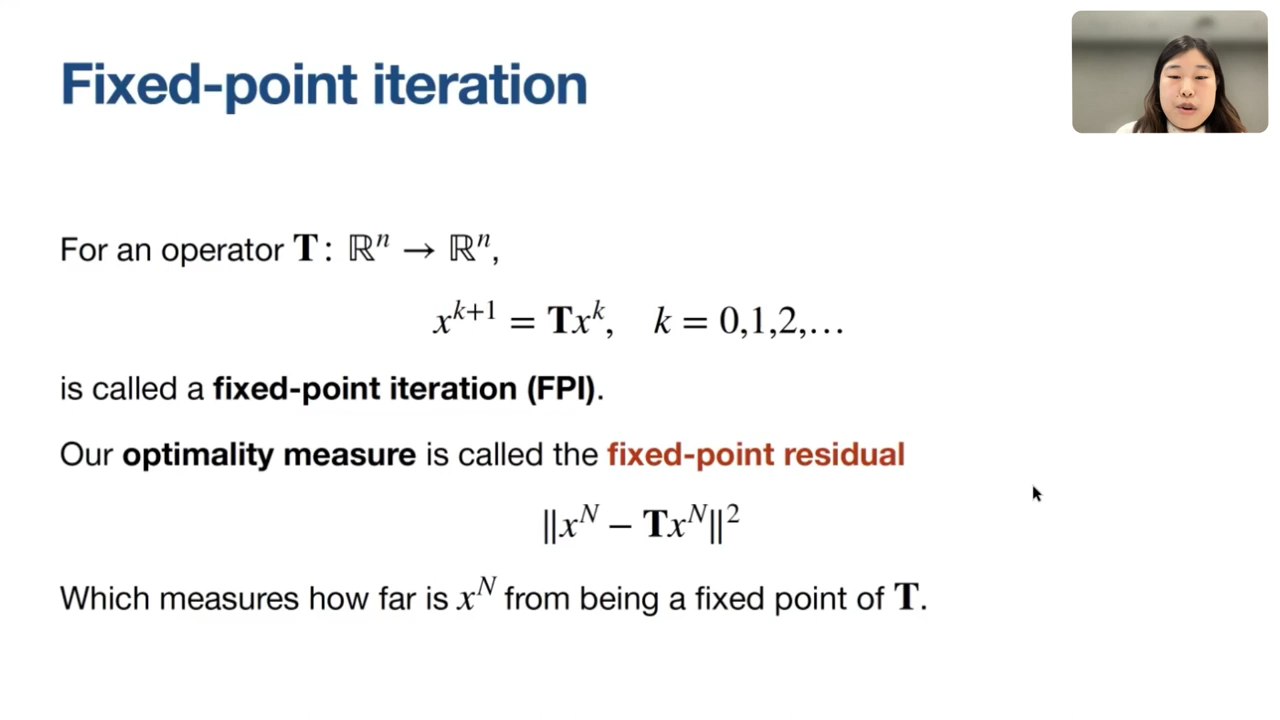 Fixed-point iteration
For an operator T : ℝⁿ → ℝⁿ,
xᵏ⁺¹ = Txᵏ, k = 0,1,2,…
is called a fixed-point iteration (FPI).
Our optimality measure is called the fixed-point residual
‖xᴺ − Txᴺ‖²
Which measures how far is xᴺ from being a fixed point of T.